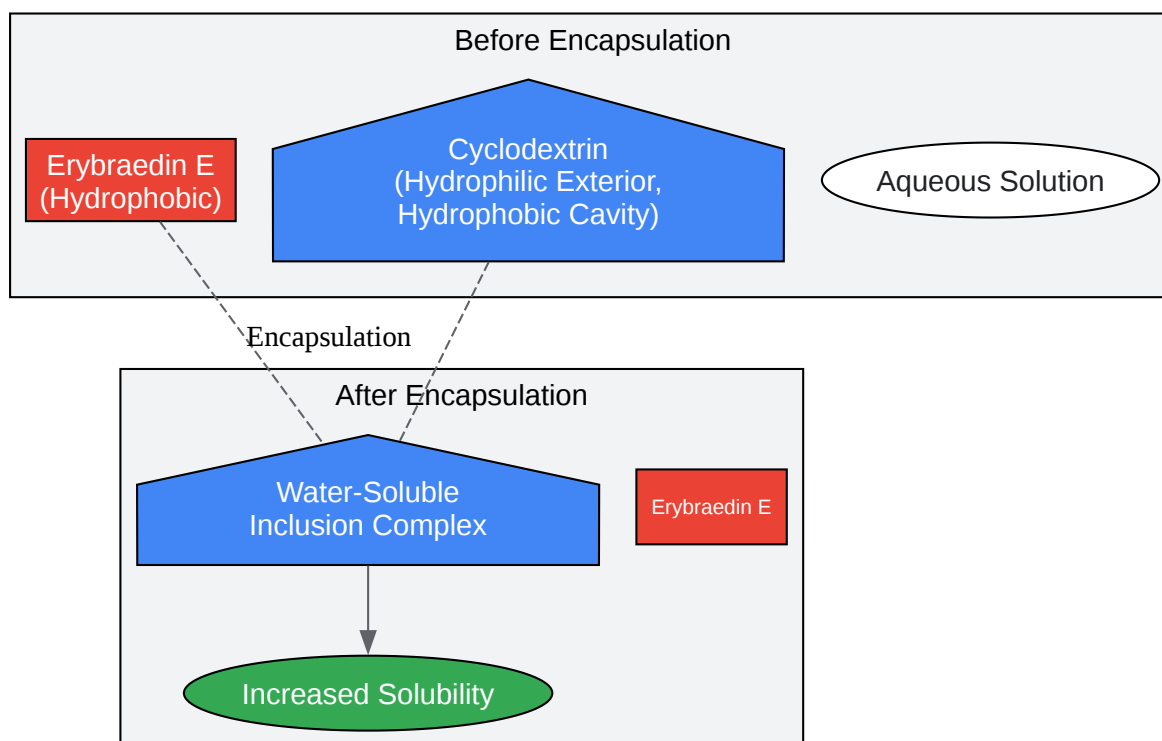 Before Encapsulation
Erybraedin E
(Hydrophobic)
Cyclodextrin
(Hydrophilic Exterior,
Hydrophobic Cavity)
Aqueous Solution
Encapsulation
After Encapsulation
Water-Soluble
Inclusion Complex
Erybraedin E
Increased Solubility